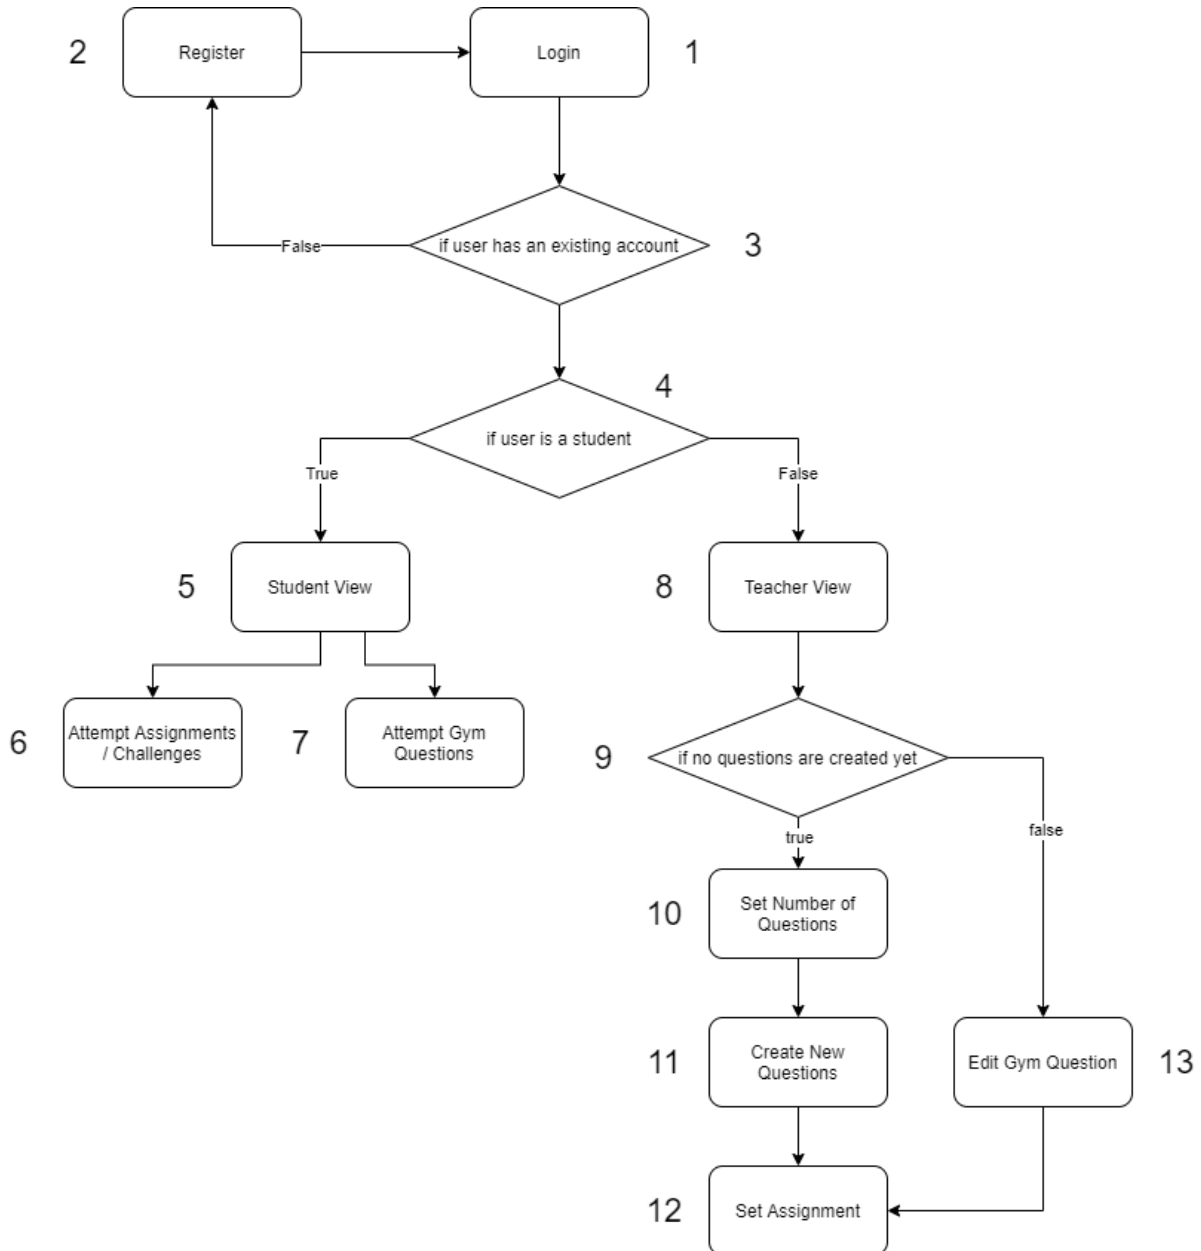 2
Register
Login
1
False
if user has an existing account
3
4
if user is a student
True
False
5
Student View
8
Teacher View
6
Attempt Assignments
/ Challenges
7
Attempt Gym
Questions
9
if no questions are created yet
true
false
10
Set Number of
Questions
11
Create New
Questions
Edit Gym Question
13
12
Set Assignment